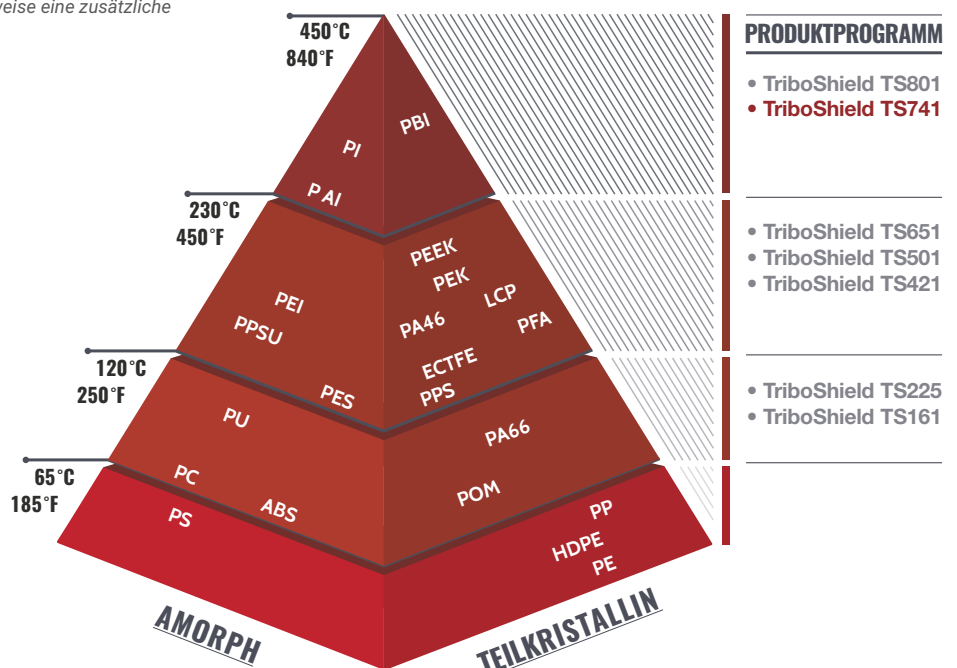 weise eine zusätzliche
450°C
840°F
PRODUKTPROGRAMM
• TriboShield TS801
• TriboShield TS741
PBI
PI
P AI
230°C
450°F
• TriboShield TS651
• TriboShield TS501
• TriboShield TS421
PEEK
PEK
LCP
PEI
PA46
PFA
PPSU
ECTFE
PPS
PES
120°C
250°F
• TriboShield TS225
• TriboShield TS161
PU
PA66
PC
POM
ABS
65°C
185°F
PS
PP
HDPE
PE
AMORPH
TEILKRISTALLIN